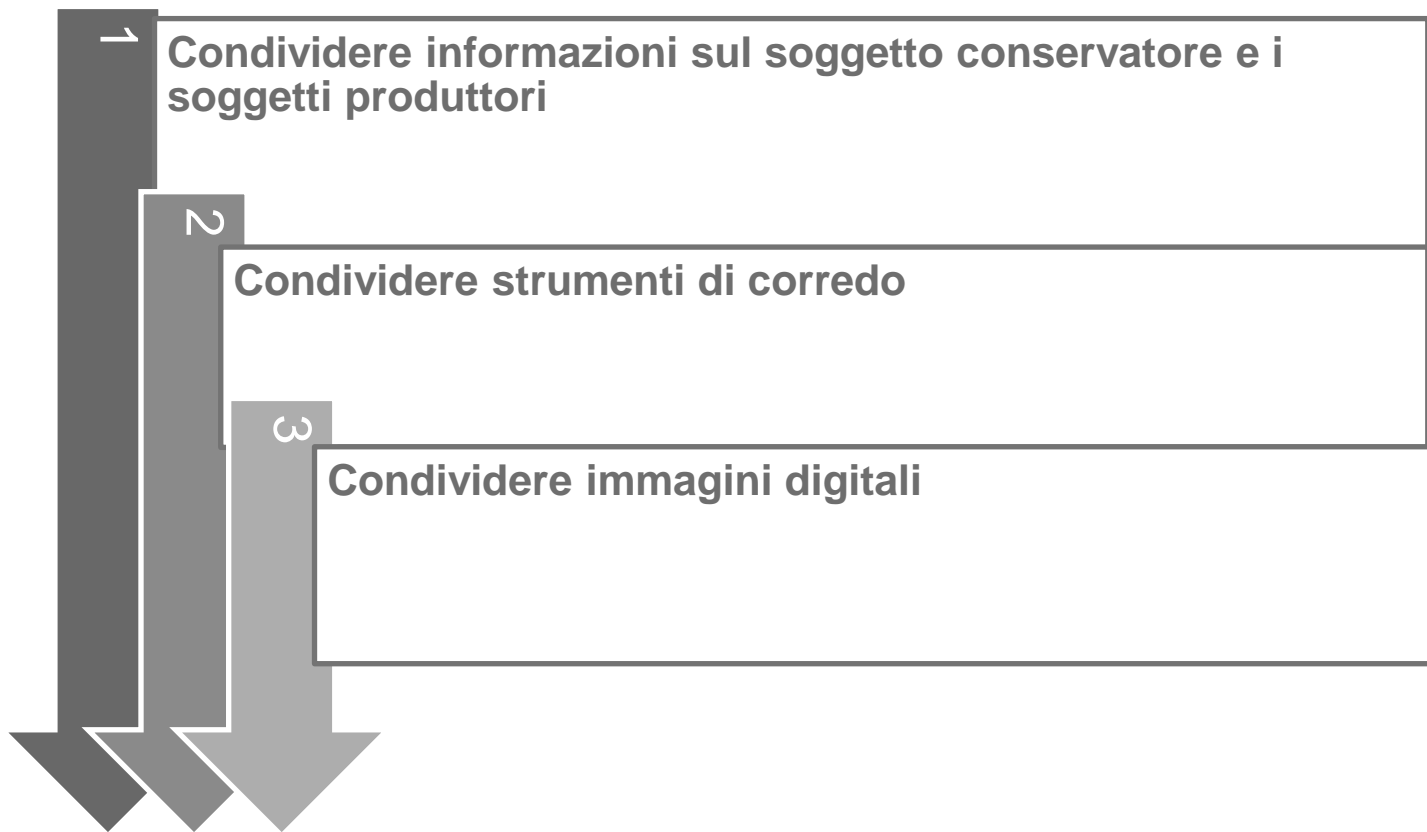 1
Condividere informazioni sul soggetto conservatore e i
soggetti produttori
2
Condividere strumenti di corredo
3
Condividere immagini digitali